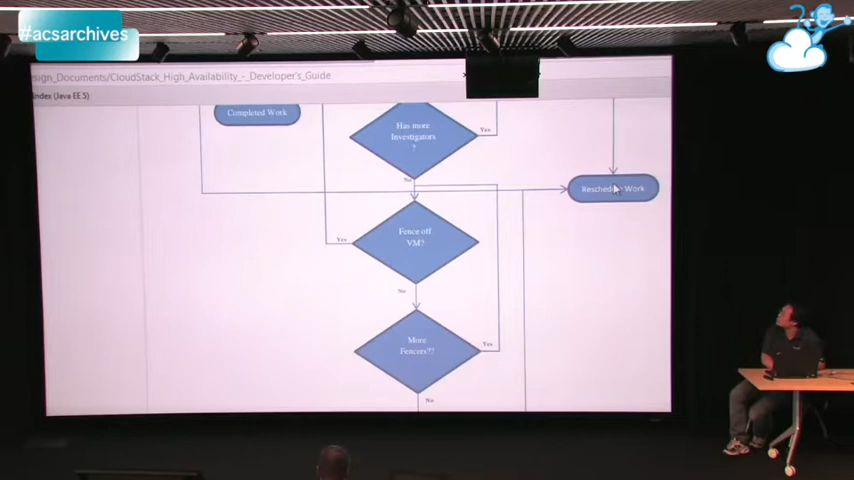 #acsarchives
esign_Documents/CloudStack_High_Availability_-_Developer's_Guide
Index (Java EE 5)
Completed Work
Has more
Investigators
?
Yes
No
Work
Fence off
VM?
Yes
No
More
Fencers??
Yes
No